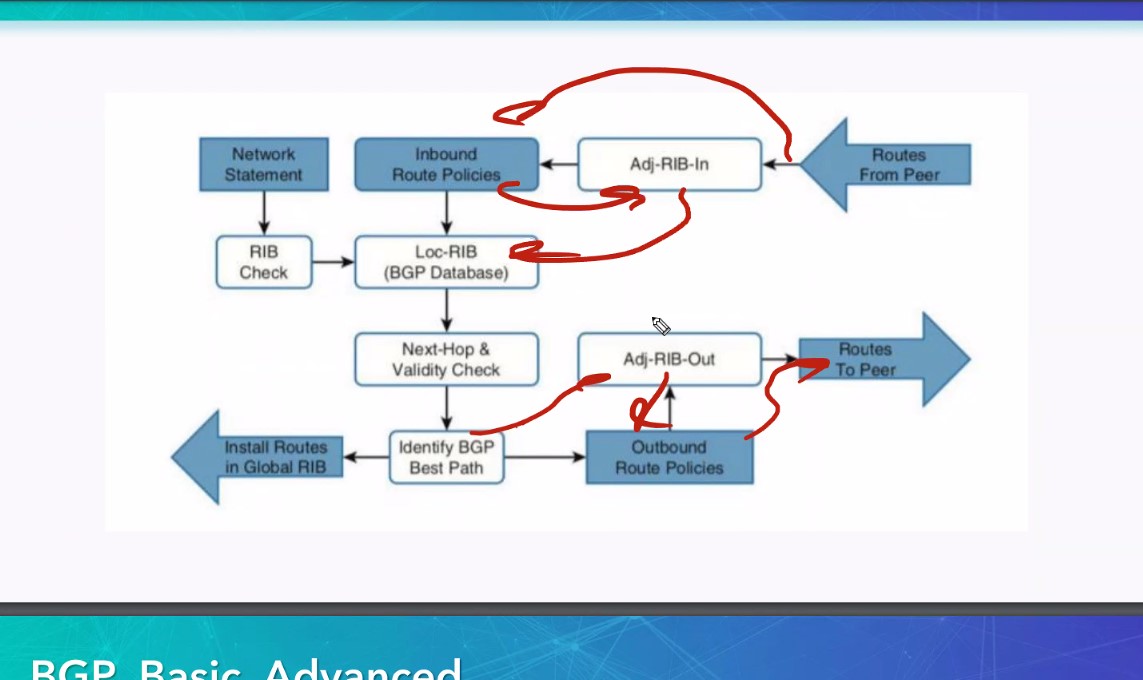 Network
Statement
Inbound
Route Policies
Adj-RIB-In
Routes
From Peer
RIB
Check
Loc-RIB
(BGP Database)
Next-Hop &
Validity Check
Adj-RIB-Out
Routes
To Peer
Install Routes
in Global RIB
Identify BGP
Best Path
Outbound
Route Policies
BGP Basic Advanced